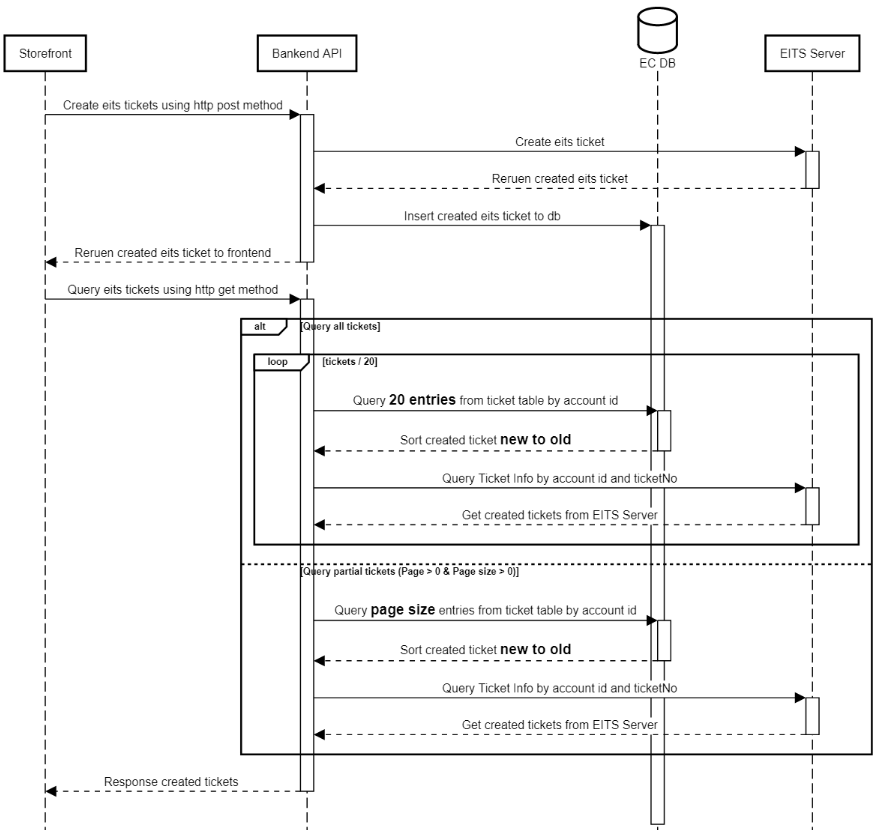 Storefront
Bankend API
EC DB
EITS Server
Create eits tickets using http post method
Create eits ticket
Reruen created eits ticket
Insert created eits ticket to db
Reruen created eits ticket to frontend
Query eits tickets using http get method
alt [Query all tickets]
loop [tickets / 20]
Query 20 entries from ticket table by account id
Sort created ticket new to old
Query Ticket Info by account id and ticketNo
Get created tickets from EITS Server
[Query partial tickets (Page > 0 & Page size > 0)]
Query page size entries from ticket table by account id
Sort created ticket new to old
Query Ticket Info by account id and ticketNo
Get created tickets from EITS Server
Response created tickets